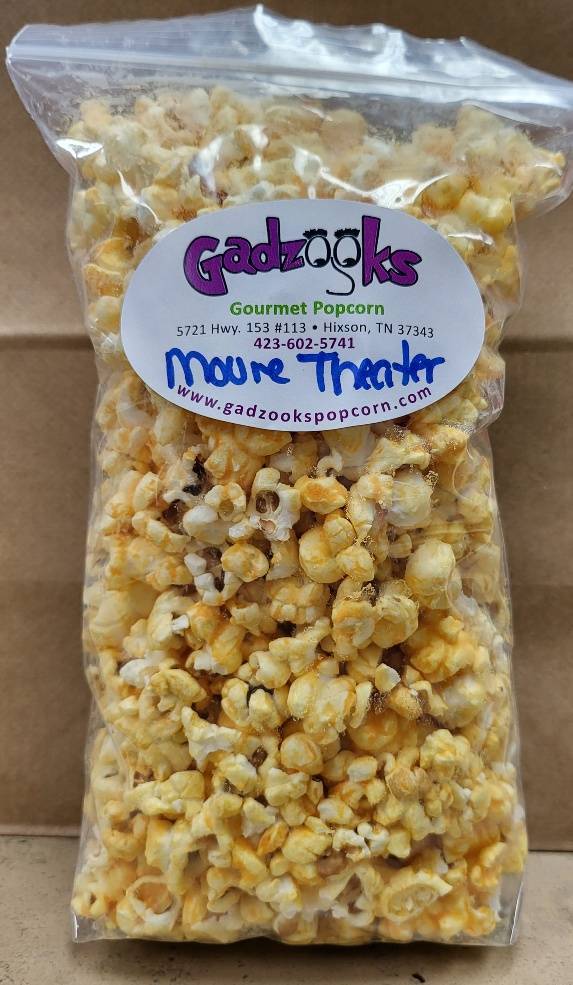 Gadzooks
Gourmet Popcorn
5721 Hwy. 153 #113 • Hixson, TN 37343
423-602-5741
Movie Theater
www.gadzookspopcorn.com